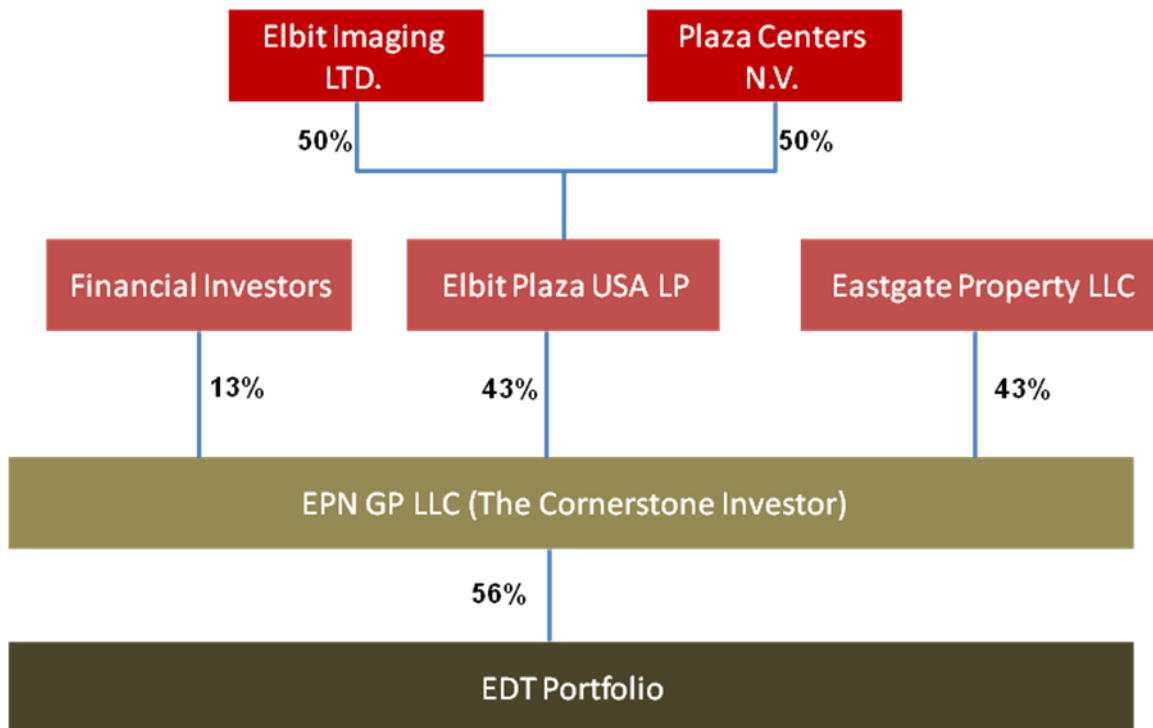 Elbit Imaging
LTD.
Plaza Centers
N.V.
50%
50%
Financial Investors
Elbit Plaza USA LP
Eastgate Property LLC
13%
43%
43%
EPN GP LLC (The Cornerstone Investor)
56%
EDT Portfolio